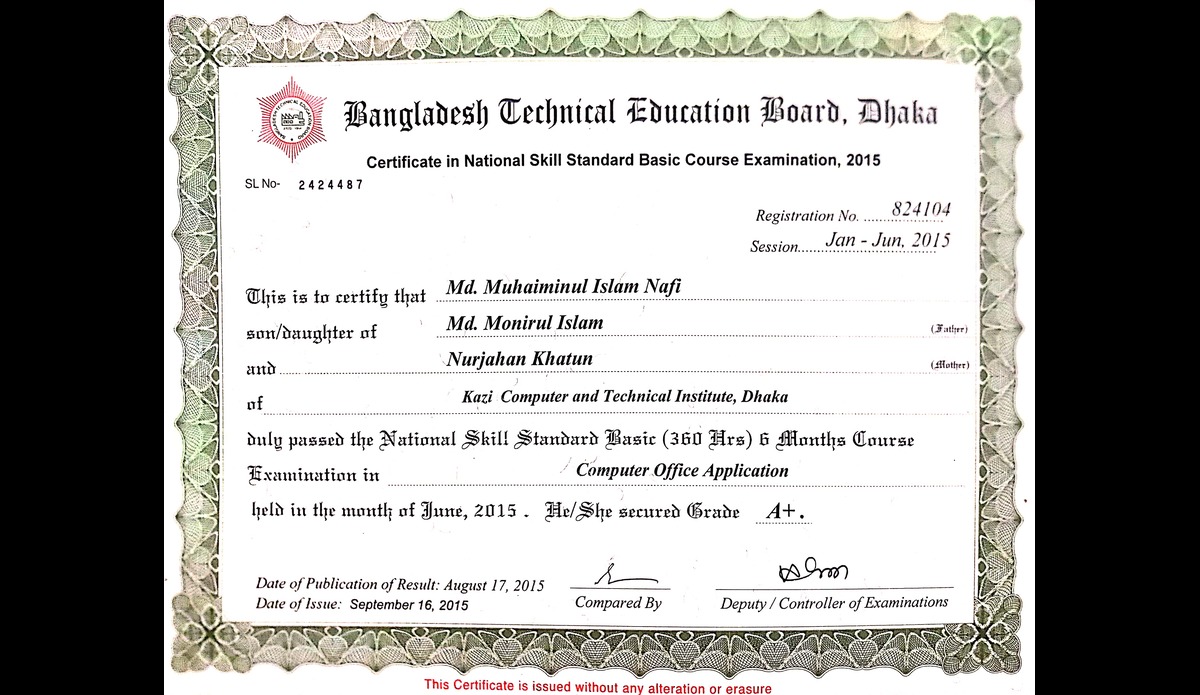 Bangladesh Technical Education Board, Dhaka
Certificate in National Skill Standard Basic Course Examination, 2015
SL No- 2424487
Registration No. ...... 824104
Session...... Jan - Jun, 2015
This is to certify that Md. Muhaiminul Islam Nafi
son/daughter of Md. Monirul Islam (Father)
and Nurjahan Khatun (Mother)
of Kazi Computer and Technical Institute, Dhaka
duly passed the National Skill Standard Basic (360 Hrs) 6 Months Course
Examination in Computer Office Application
held in the month of June, 2015 . He/She secured Grade A+.
Date of Publication of Result: August 17, 2015
Date of Issue: September 16, 2015
Compared By
Deputy / Controller of Examinations
This Certificate is issued without any alteration or erasure